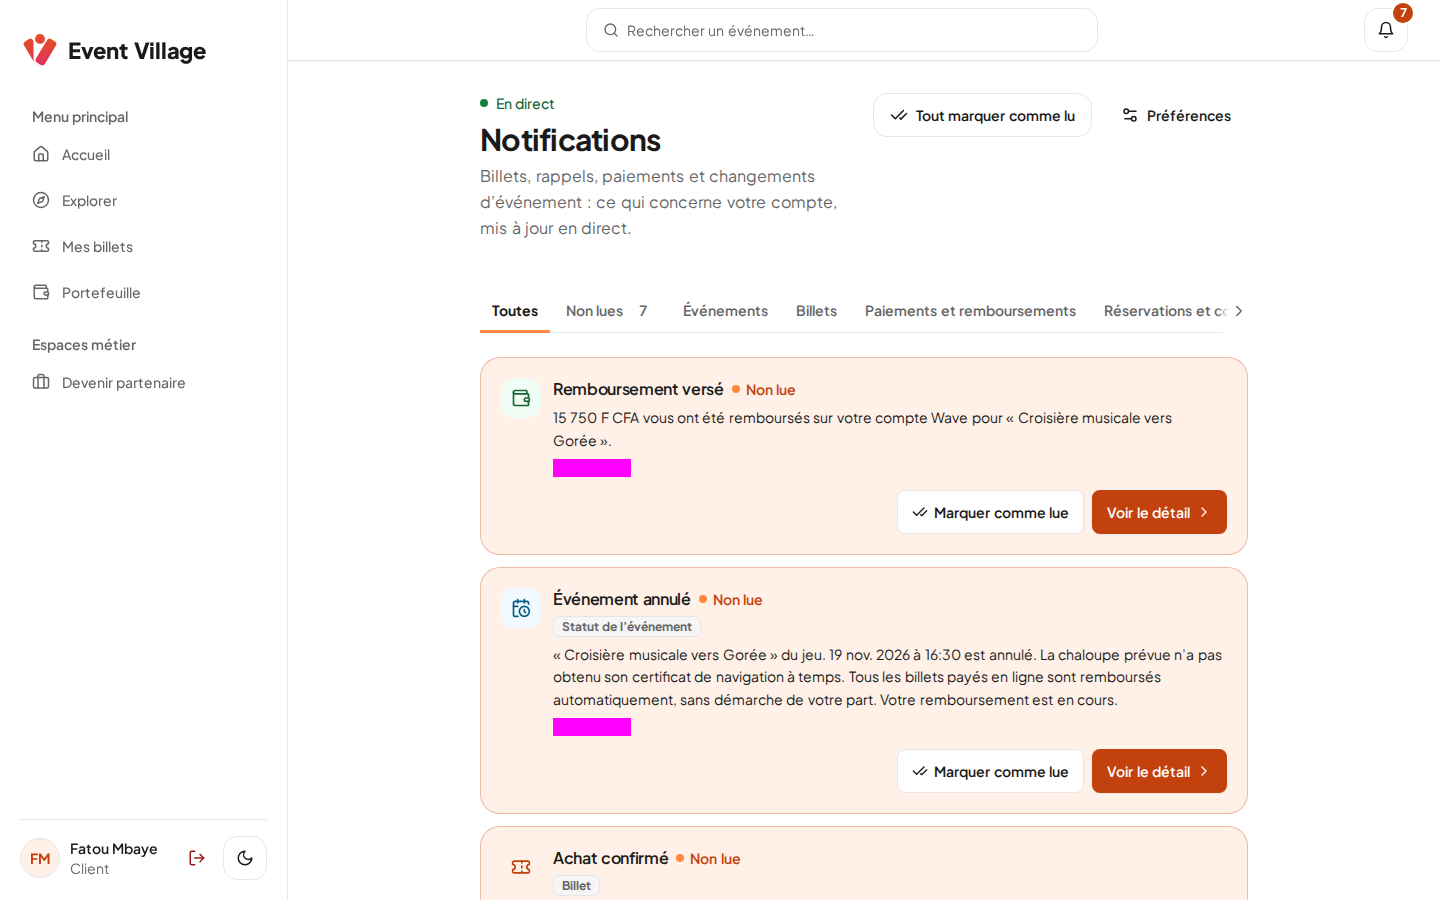 Event Village
Rechercher un événement…
7
Menu principal
Accueil
Explorer
Mes billets
Portefeuille
Espaces métier
Devenir partenaire
FM
Fatou Mbaye
Client
En direct
Notifications
Billets, rappels, paiements et changements
d’événement : ce qui concerne votre compte,
mis à jour en direct.
Tout marquer comme lu
Préférences
Toutes
Non lues 7
Événements
Billets
Paiements et remboursements
Réservations et
Remboursement versé
Non lue
15 750 F CFA vous ont été remboursés sur votre compte Wave pour « Croisière musicale vers
Gorée ».
Marquer comme lue
Voir le détail
Événement annulé
Non lue
Statut de l’événement
« Croisière musicale vers Gorée » du jeu. 19 nov. 2026 à 16:30 est annulé. La chaloupe prévue n’a pas
obtenu son certificat de navigation à temps. Tous les billets payés en ligne sont remboursés
automatiquement, sans démarche de votre part. Votre remboursement est en cours.
Marquer comme lue
Voir le détail
Achat confirmé
Non lue
Billet